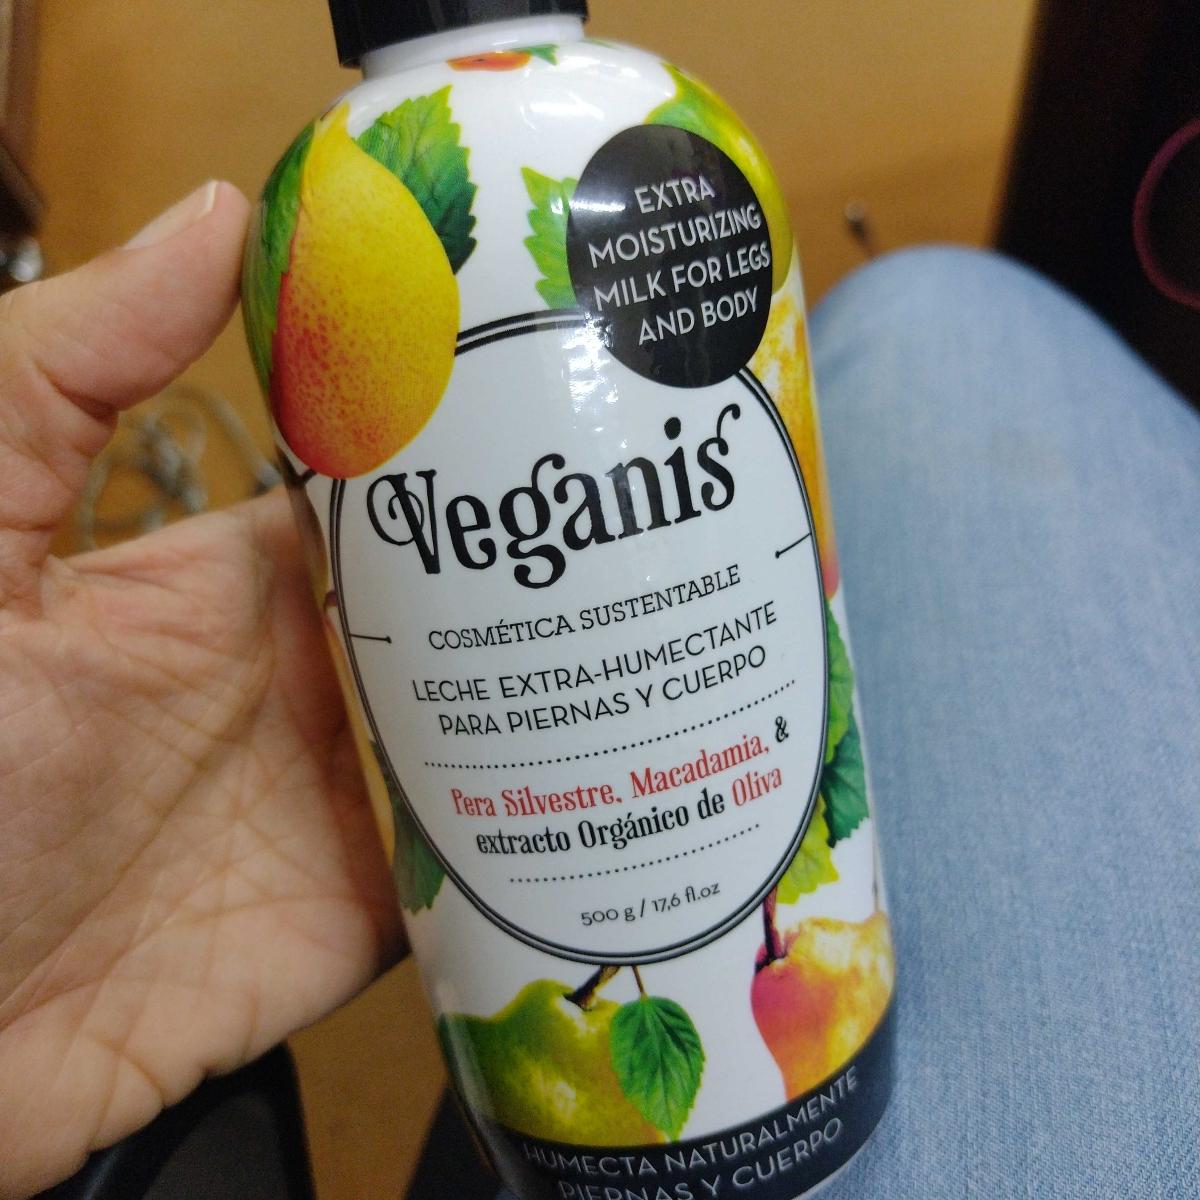 EXTRA
MOISTURIZING
MILK FOR LEGS
AND BODY
Veganis
COSMÉTICA SUSTENTABLE
LECHE EXTRA-HUMECTANTE
PARA PIERNAS Y CUERPO
Pera Silvestre, Macadamia, &
extracto Orgánico de Oliva
500 g / 17,6 fl.oz
HUMECTA NATURALMENTE
PIERNAS Y CUERPO